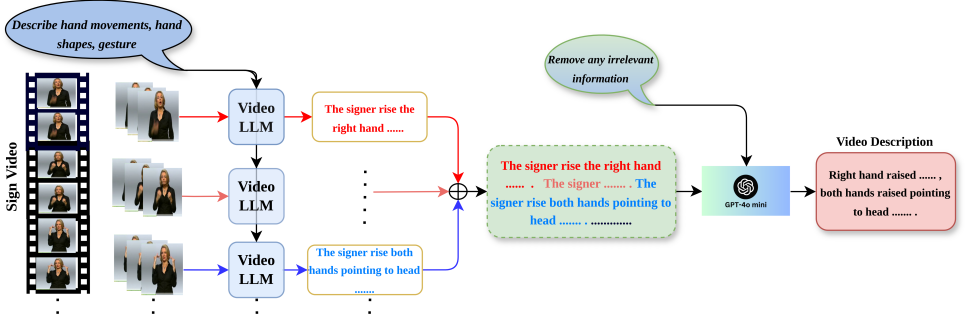 Describe hand movements, hand
shapes, gesture
Sign Video
Video
LLM
The signer rise the
right hand ......
Video
LLM
Video
LLM
The signer rise both
hands pointing to head
.......
The signer rise the right hand
...... . The signer ....... . The
signer rise both hands pointing to
head ....... . .............
Remove any irrelevant
information
GPT-4o mini
Video Description
Right hand raised ...... ,
both hands raised pointing
to head ....... .